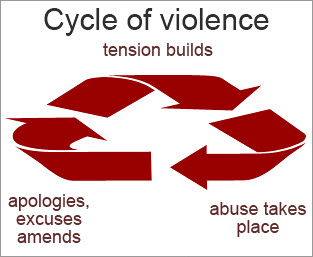 Cycle of violence
tension builds
apologies,
excuses
amends
abuse takes
place